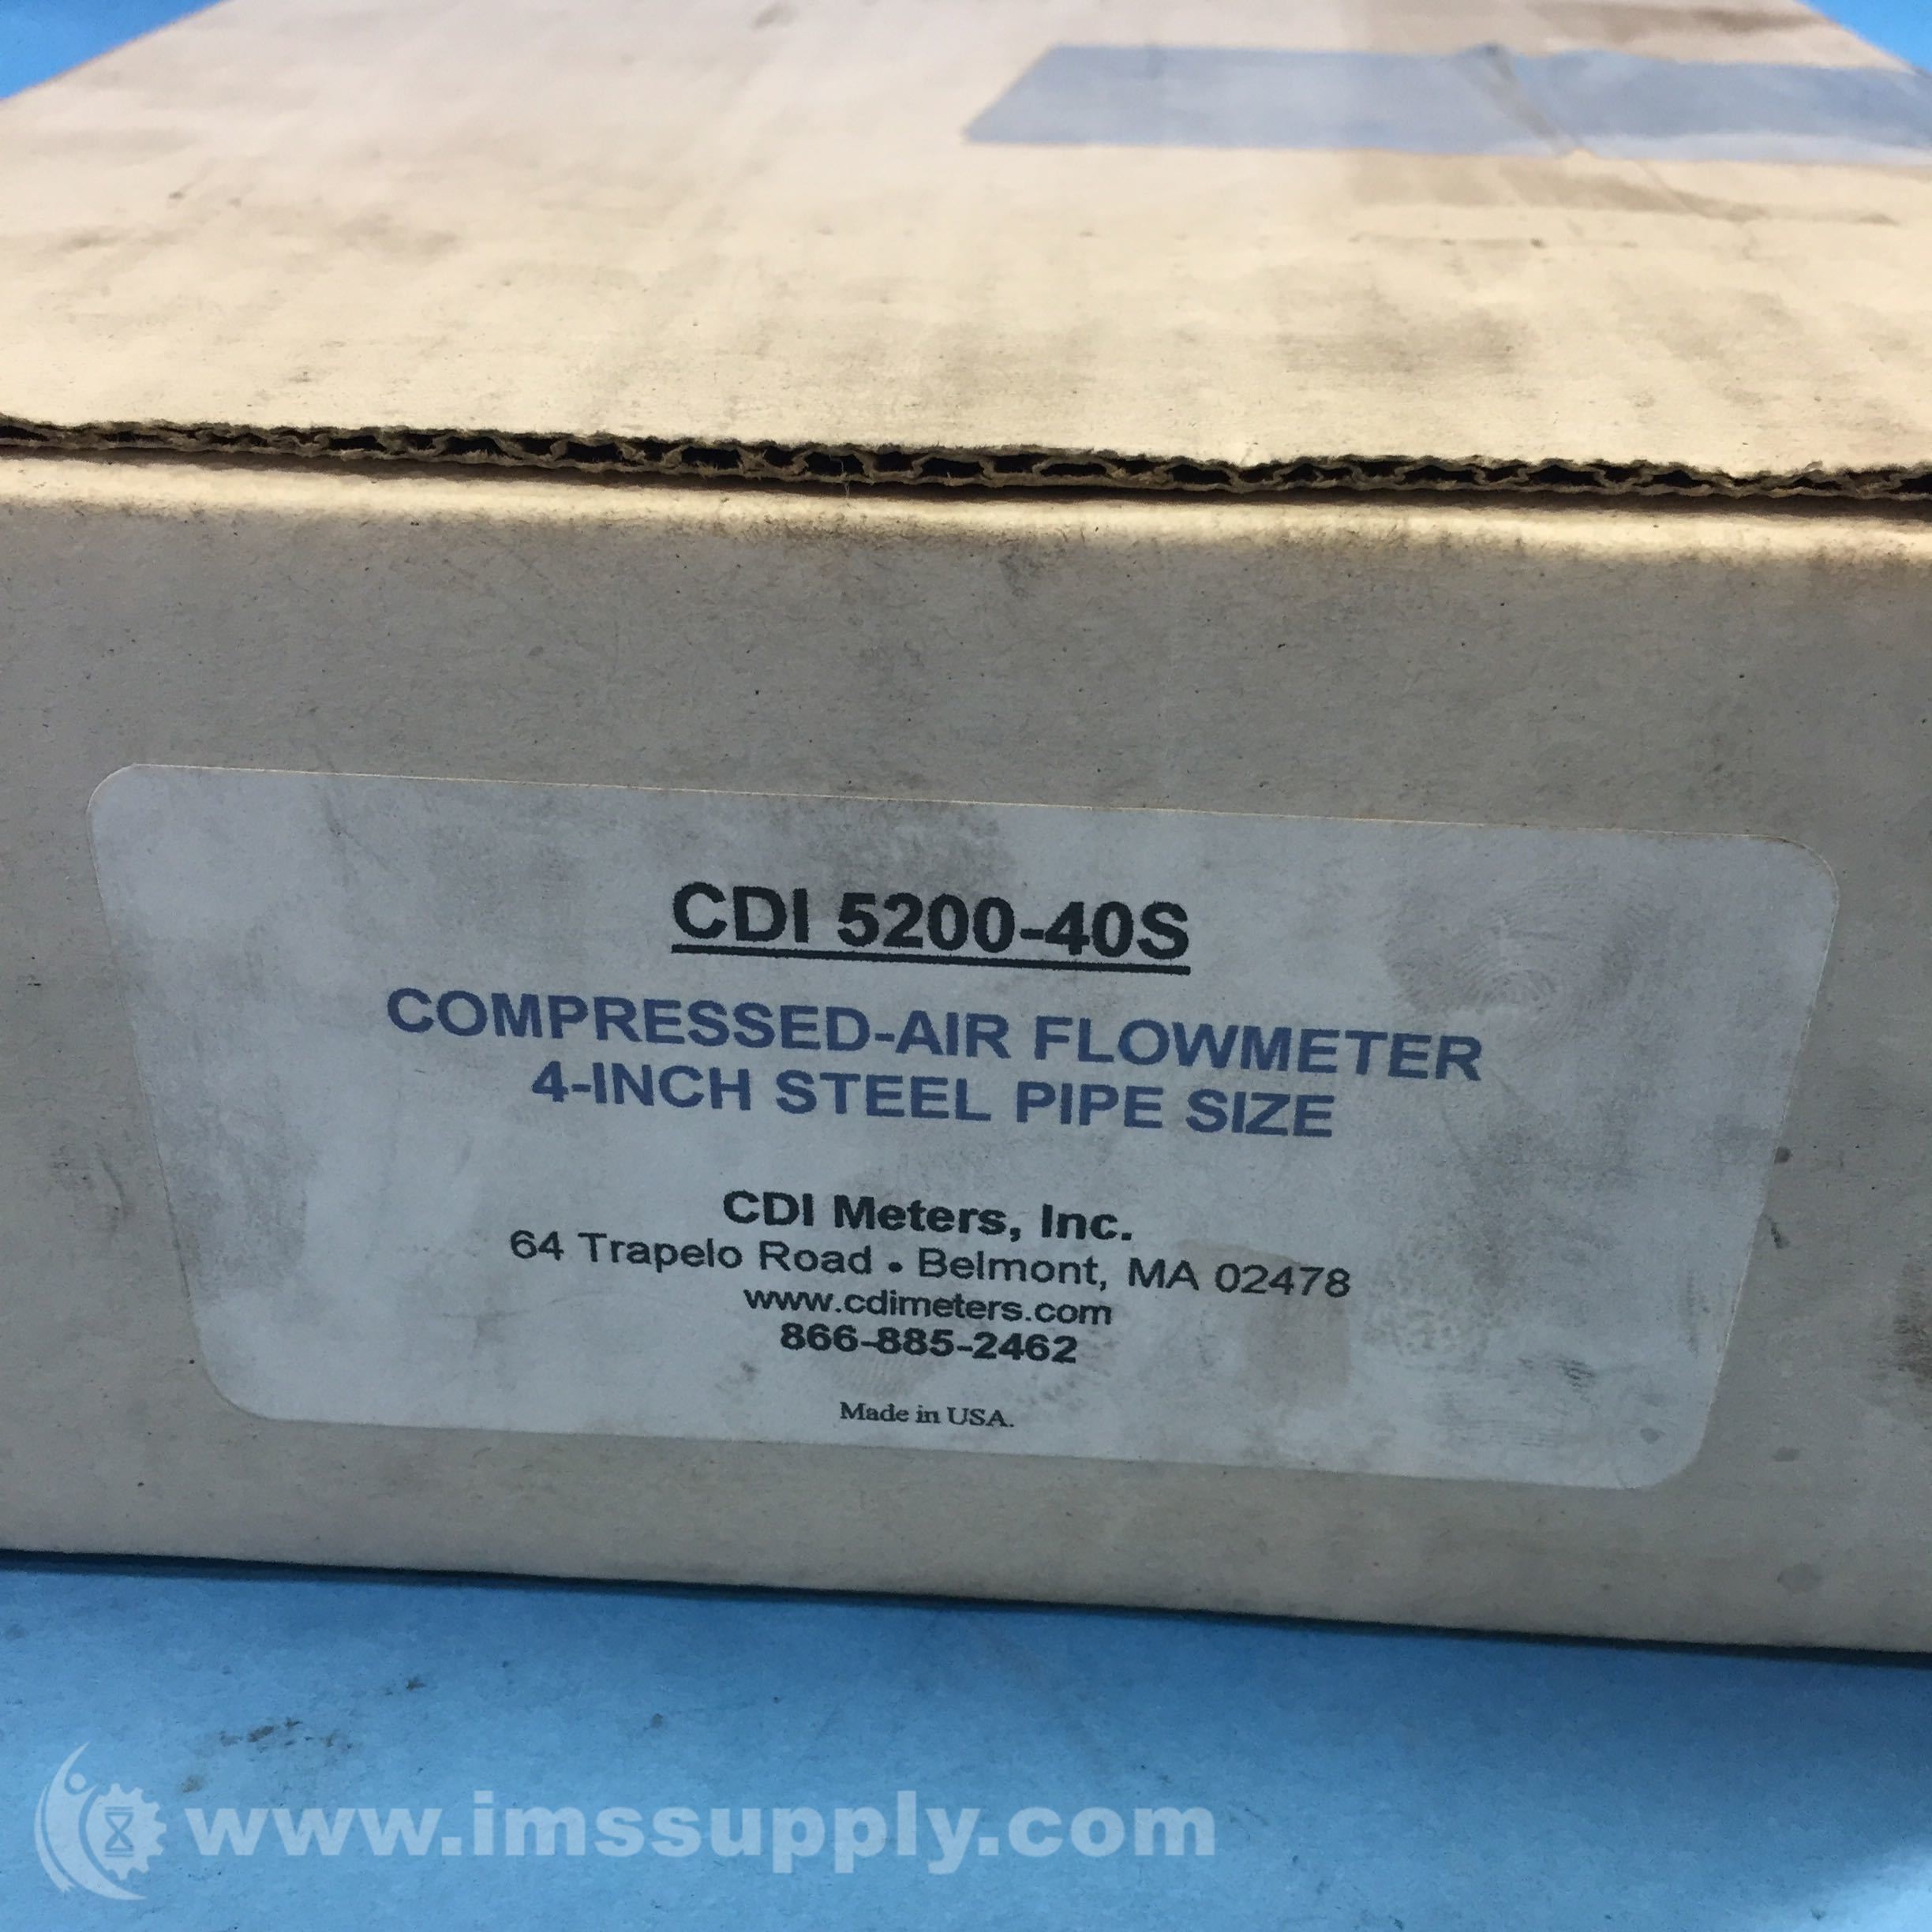 CDI 5200-40S
COMPRESSED-AIR FLOWMETER
4-INCH STEEL PIPE SIZE
CDI Meters, Inc.
64 Trapelo Road • Belmont, MA 02478
www.cdimeters.com
866-885-2462
Made in USA.
www.imssupply.com